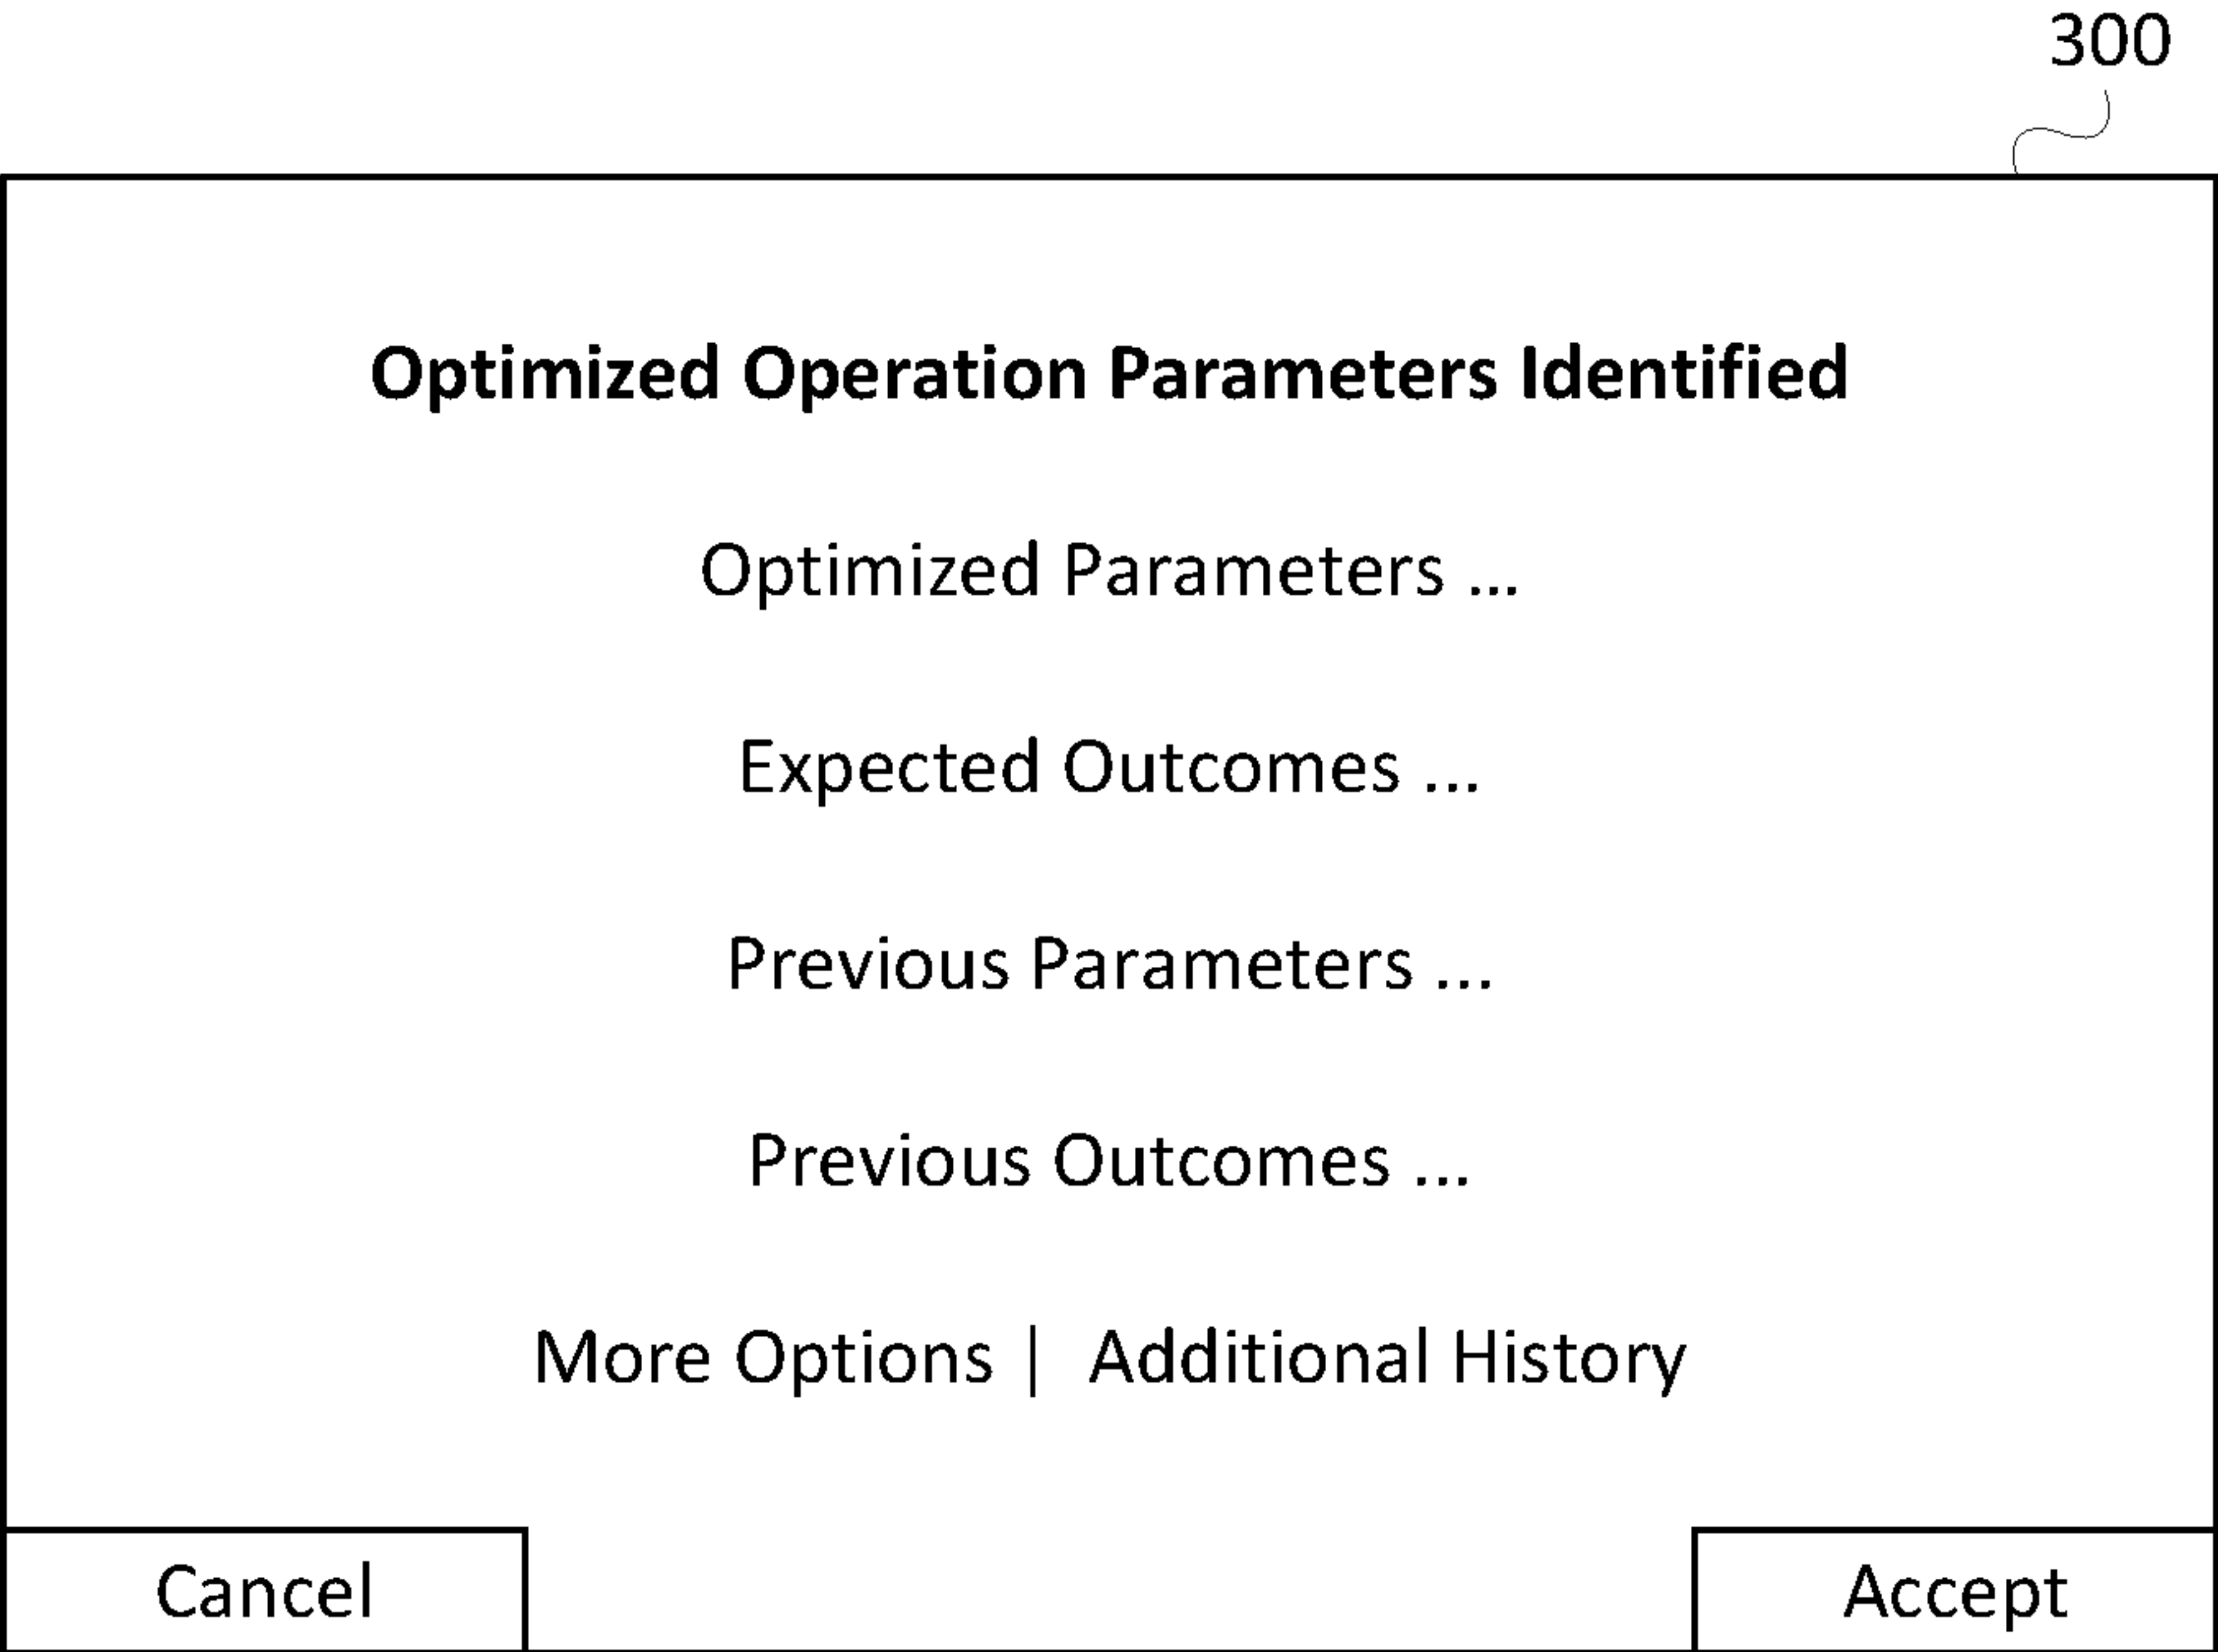 300
Optimized Operation Parameters Identified
Optimized Parameters ...
Expected Outcomes ...
Previous Parameters ...
Previous Outcomes ...
More Options | Additional History
Cancel
Accept